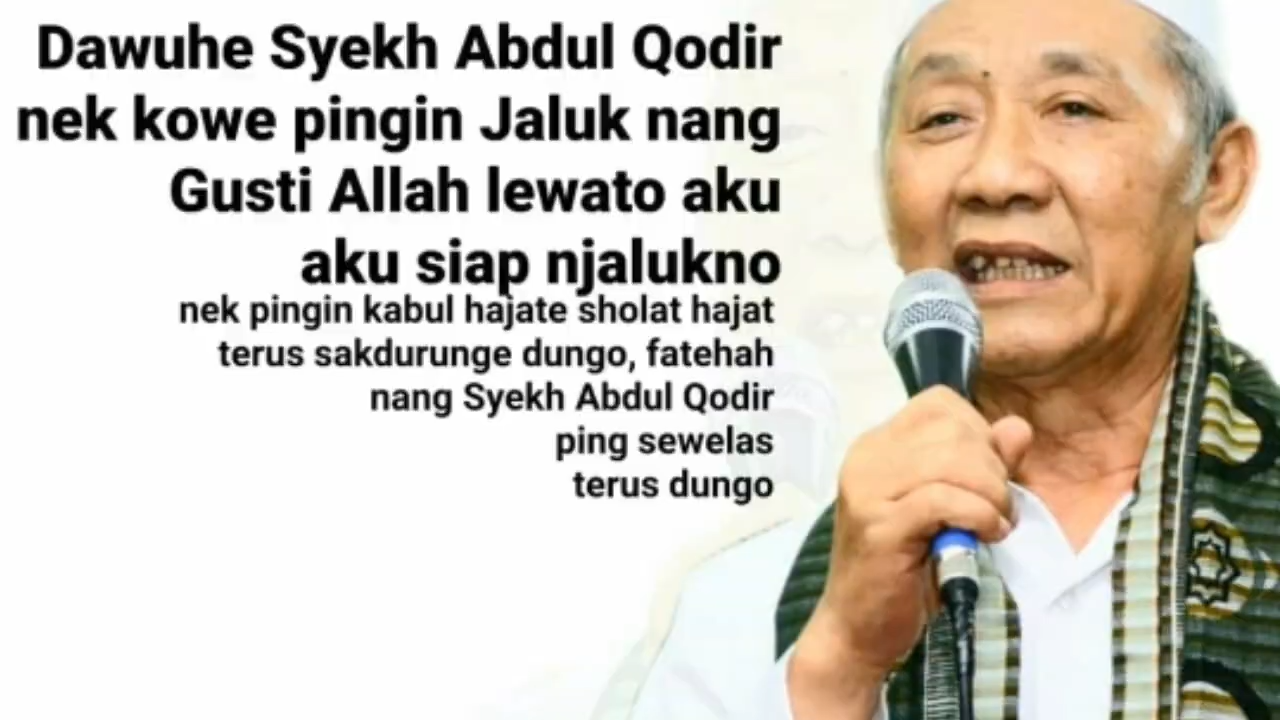 Dawuhe Syekh Abdul Qodir
nek kowe pingin Jaluk nang
Gusti Allah lewato aku
aku siap njalukno
nek pingin kabul hajate sholat hajat
terus sakdurunge dungo, fatehah
nang Syekh Abdul Qodir
ping sewelas
terus dungo